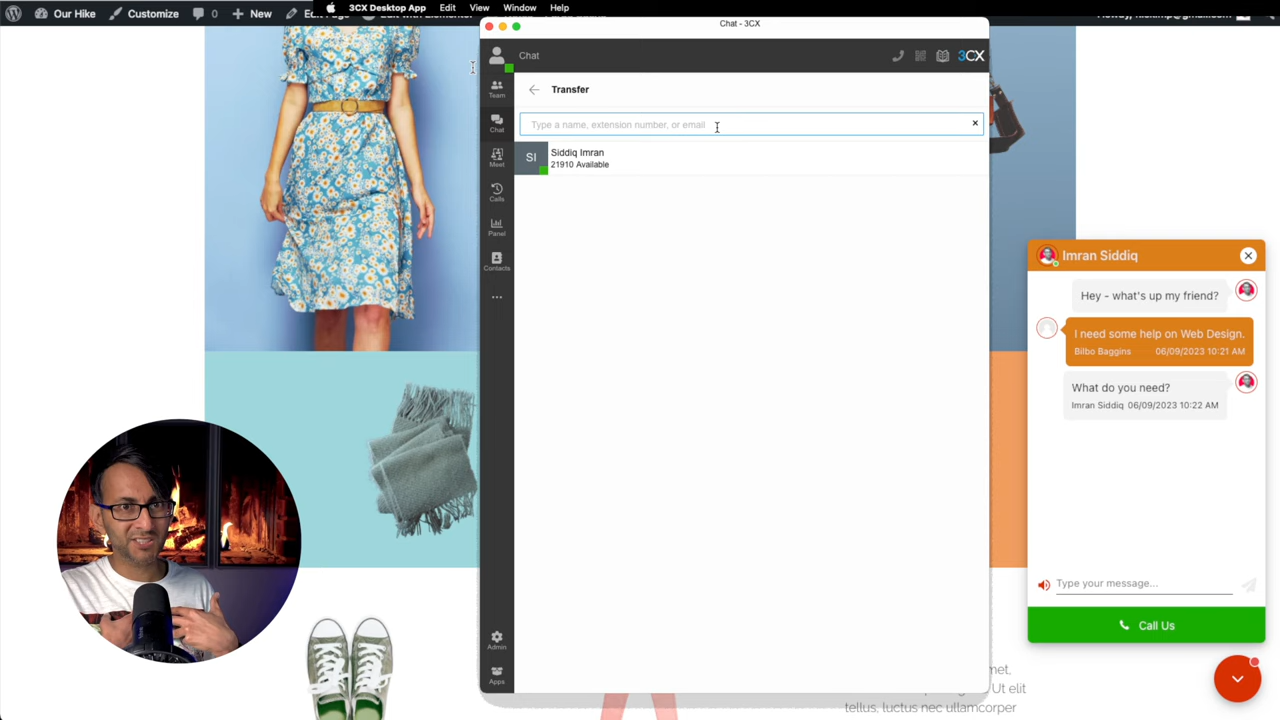 3CX Desktop App Edit View Window Help
Customize 0 New Edit Page
Our Hike
Chat - 3CX
Chat
3CX
Team
Chat
Meet
Calls
Panel
Contacts
Admin
Apps
Transfer
Type a name, extension number, or email
×
SI
Siddiq Imran
21910 Available
Imran Siddiq
Hey - what's up my friend?
I need some help on Web Design.
Bilbo Baggins 06/09/2023 10:21 AM
What do you need?
Imran Siddiq 06/09/2023 10:22 AM
Type your message...
Call Us
met,
Ut elit
tellus, luctus nec ullamcorper